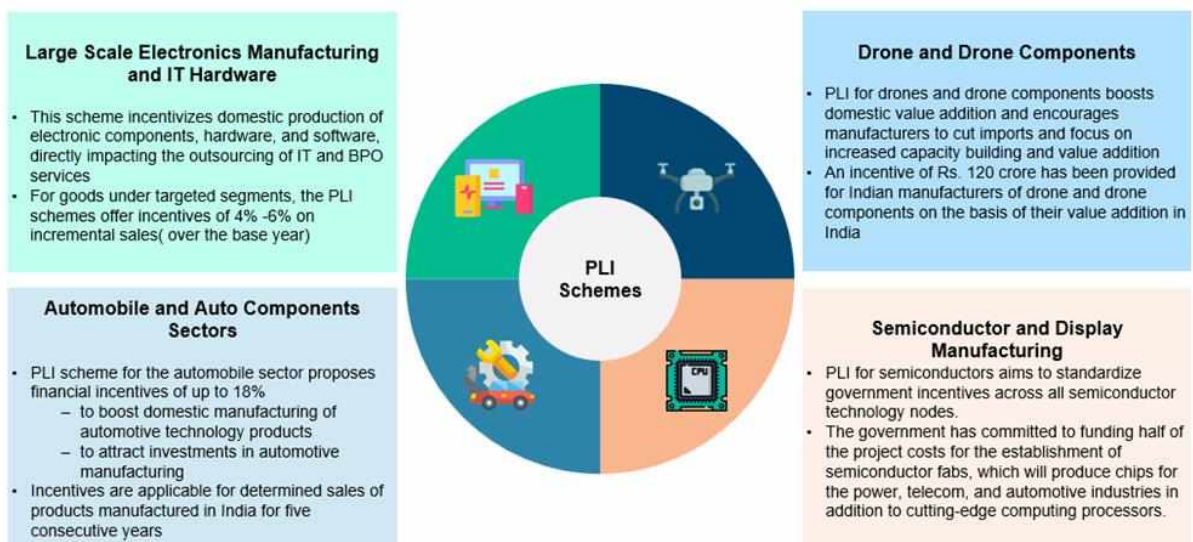 Large Scale Electronics Manufacturing
and IT Hardware
• This scheme incentivizes domestic production of
electronic components, hardware, and software,
directly impacting the outsourcing of IT and BPO
services
• For goods under targeted segments, the PLI
schemes offer incentives of 4% -6% on
incremental sales( over the base year)
Drone and Drone Components
• PLI for drones and drone components boosts
domestic value addition and encourages
manufacturers to cut imports and focus on
increased capacity building and value addition
• An incentive of Rs. 120 crore has been provided
for Indian manufacturers of drone and drone
components on the basis of their value addition in
India
PLI
Schemes
CPU
Automobile and Auto Components
Sectors
• PLI scheme for the automobile sector proposes
financial incentives of up to 18%
– to boost domestic manufacturing of
automotive technology products
– to attract investments in automotive
manufacturing
• Incentives are applicable for determined sales of
products manufactured in India for five
consecutive years
Semiconductor and Display
Manufacturing
• PLI for semiconductors aims to standardize
government incentives across all semiconductor
technology nodes.
• The government has committed to funding half of
the project costs for the establishment of
semiconductor fabs, which will produce chips for
the power, telecom, and automotive industries in
addition to cutting-edge computing processors.